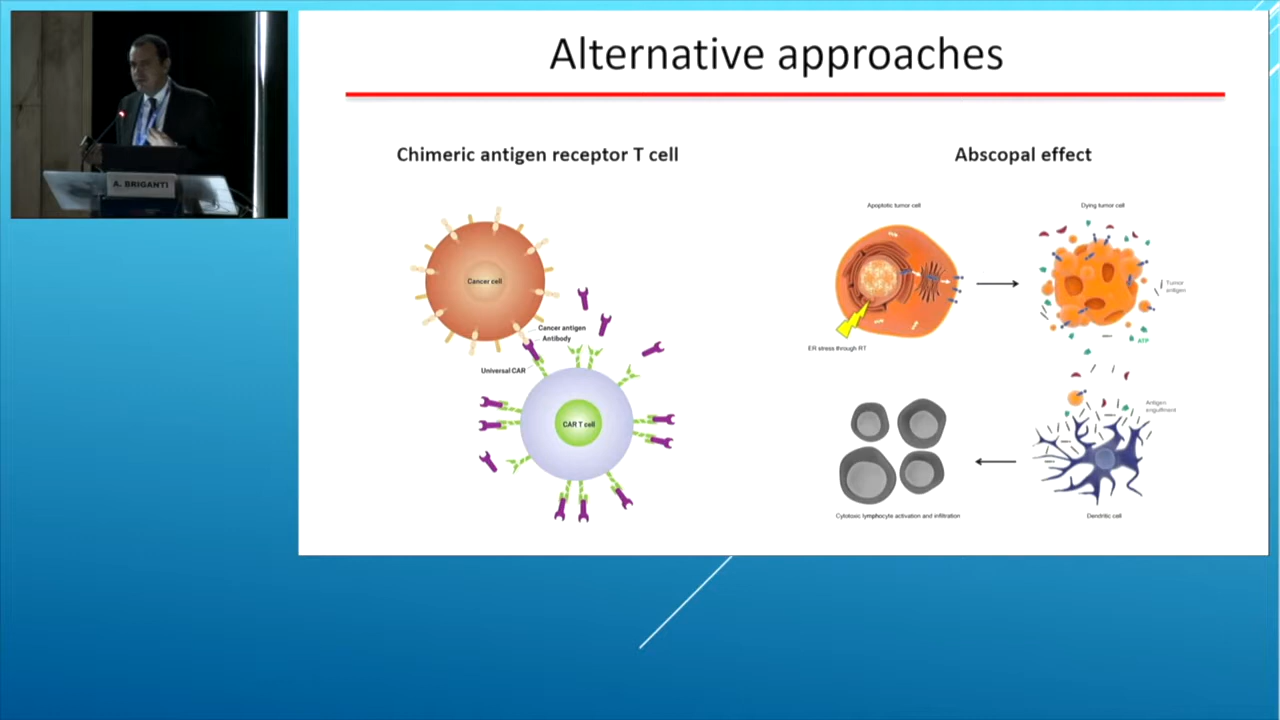 A. BRIGANTI
Alternative approaches
Chimeric antigen receptor T cell
Cancer cell
Cancer antigen
Antibody
Universal CAR
CAR T cell
Abscopal effect
Apoptotic tumor cell
Dying tumor cell
Tumor
antigen
ER stress through RT
ATP
Antigen
engulfment
Cytotoxic lymphocyte activation and infiltration
Dendritic cell